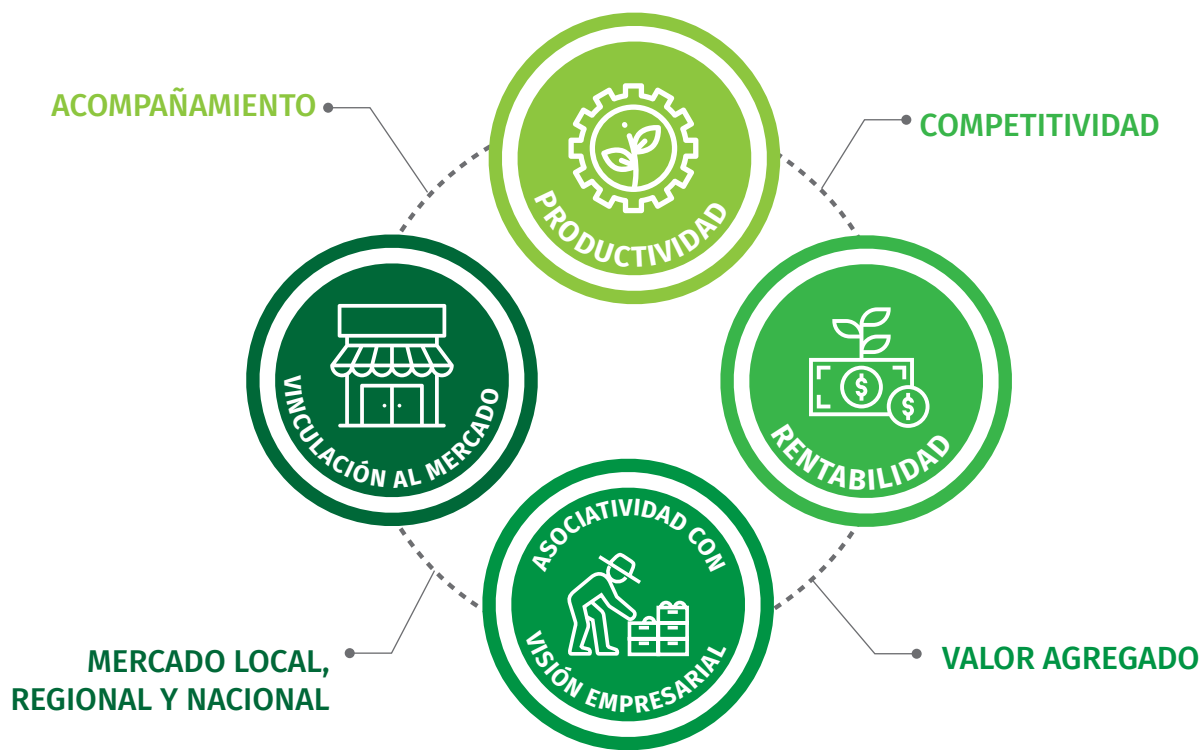 ACOMPAÑAMIENTO
COMPETITIVIDAD
PRODUCTIVIDAD
VINCULACIÓN AL MERCADO
$
$
RENTABILIDAD
ASOCIATIVIDAD CON
VISIÓN EMPRESARIAL
MERCADO LOCAL,
REGIONAL Y NACIONAL
VALOR AGREGADO